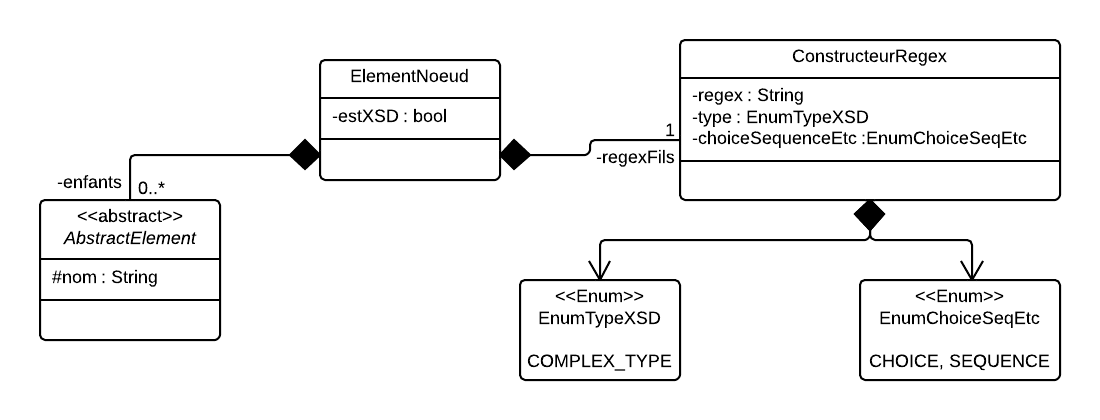 ElementNoeud
-estXSD : bool
ConstructeurRegex
-regex : String
-type : EnumTypeXSD
-choiceSequenceEtc :EnumChoiceSeqEtc
1
-regexFils
-enfants
0..*
<<abstract>>
AbstractElement
#nom : String
<<Enum>>
EnumTypeXSD
COMPLEX_TYPE
<<Enum>>
EnumChoiceSeqEtc
CHOICE, SEQUENCE